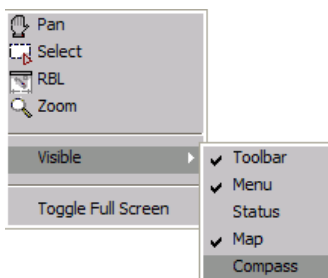 Pan
Select
RBL
Zoom
Visible
Toggle Full Screen
Toolbar
Menu
Status
Map
Compass